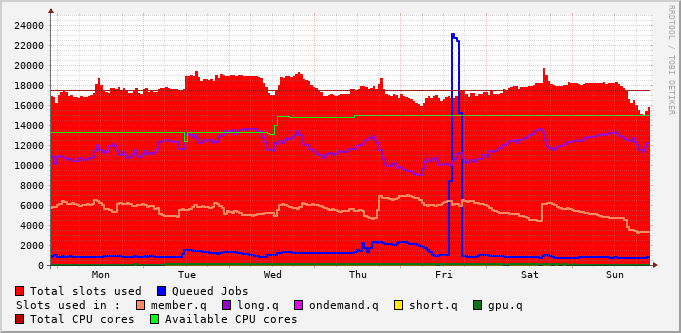 RRDTOOL / TOBI OETIKER
24000
22000
20000
18000
16000
14000
12000
10000
8000
6000
4000
2000
0
Mon Tue Wed Thu Fri Sat Sun
Total slots used Queued Jobs
Slots used in : member.q long.q ondemand.q short.q gpu.q
Total CPU cores Available CPU cores